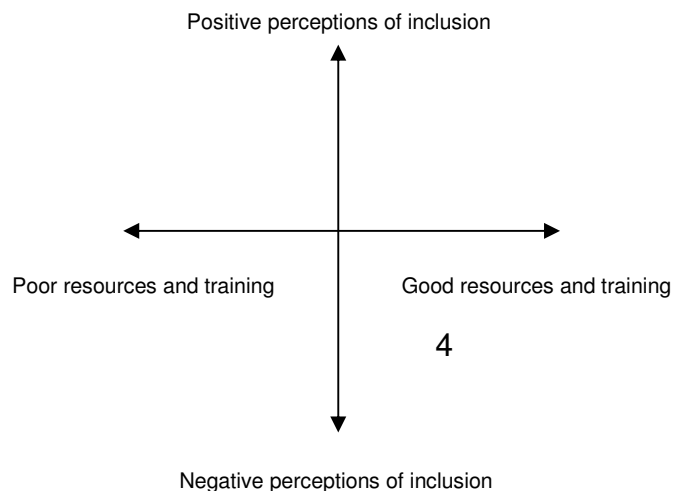 Positive perceptions of inclusion
Poor resources and training
Good resources and training
4
Negative perceptions of inclusion